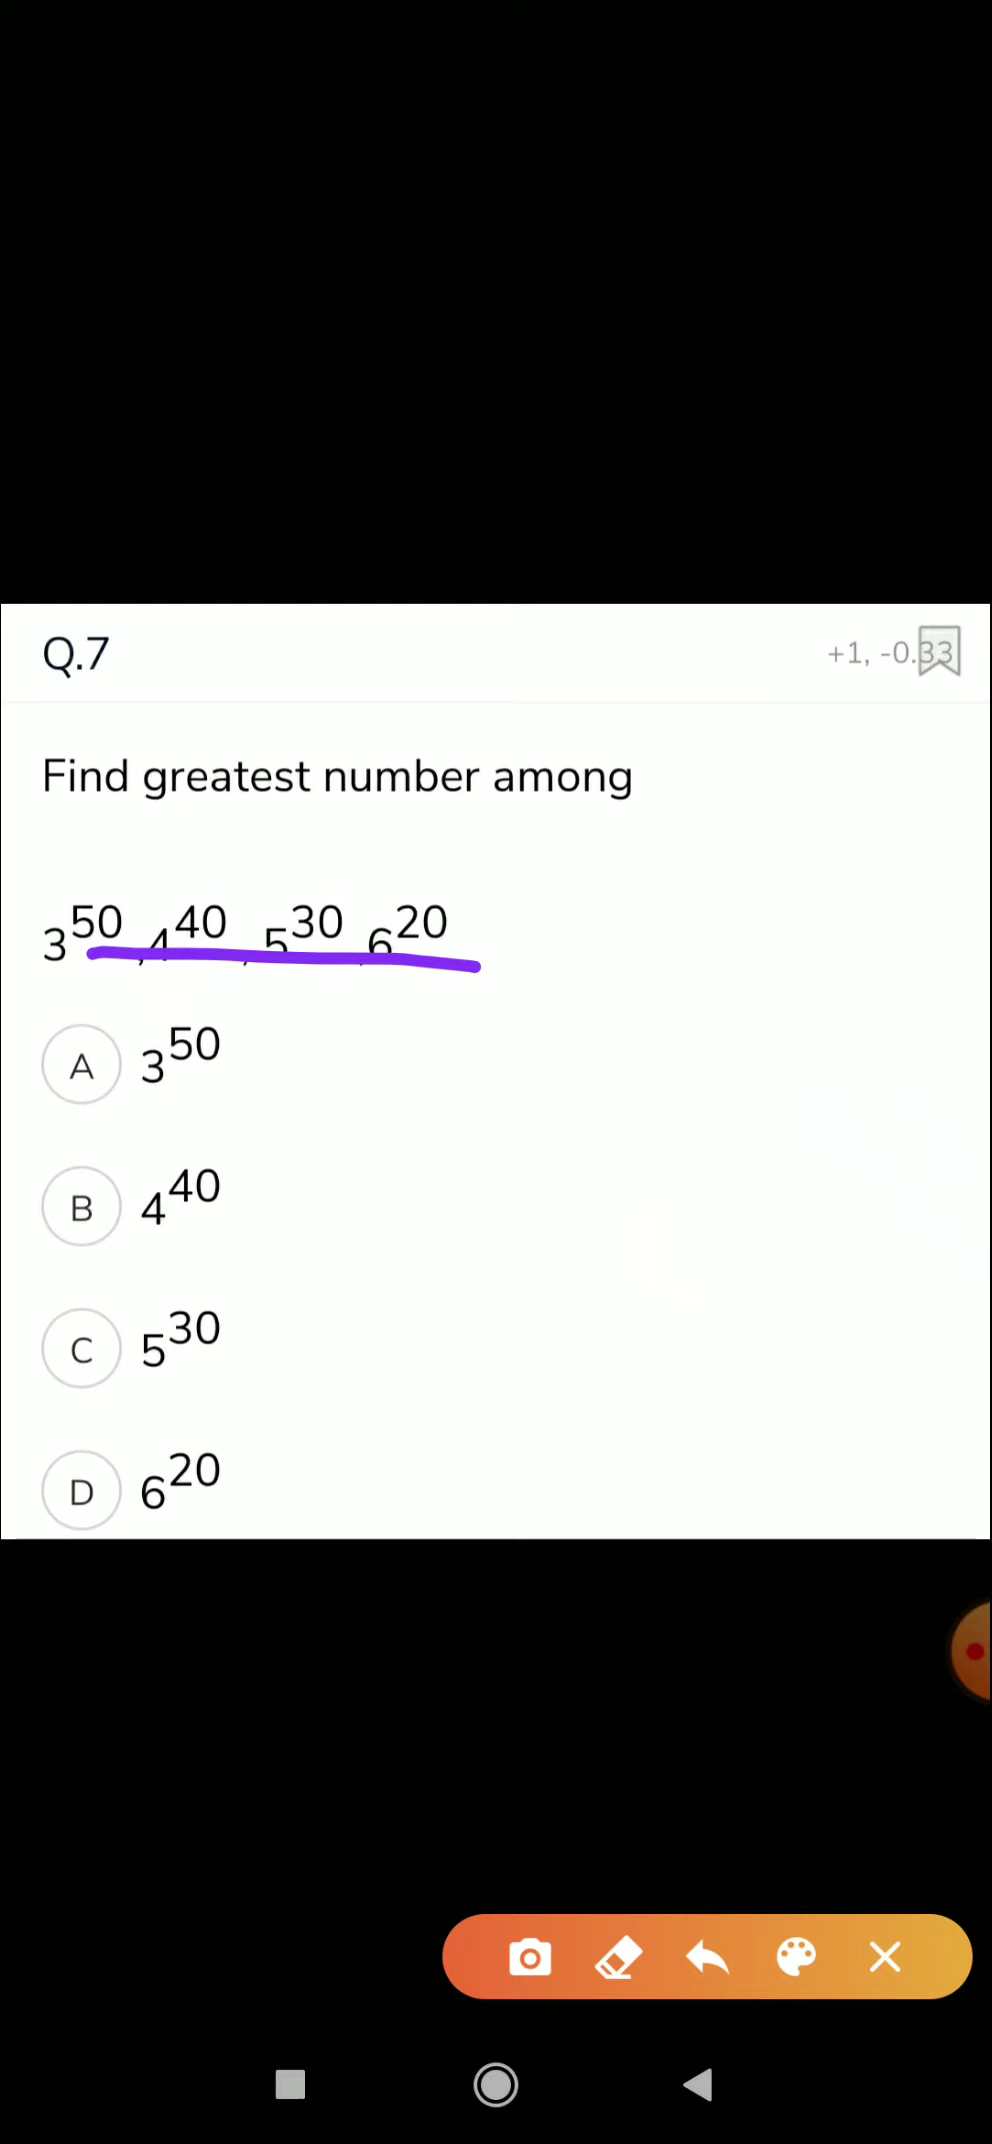 Q.7 +1, -0.33
Find greatest number among
3^50, 4^40, 5^30, 6^20
A 3^50
B 4^40
C 5^30
D 6^20